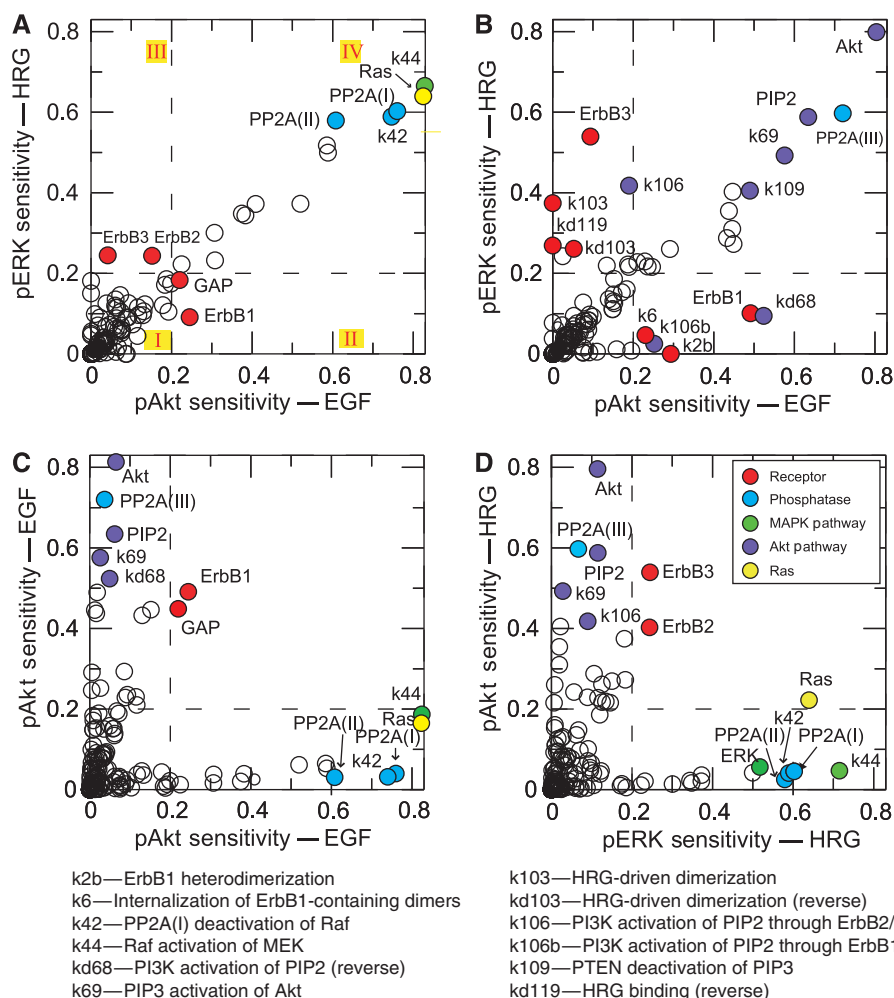 A
0.8
0.6
0.4
0.2
0
pERK sensitivity — HRG
III
IV
k44
Ras
PP2A(I)
PP2A(II)
k42
ErbB3
ErbB2
GAP
ErbB1
I
II
0
0.2
0.4
0.6
0.8
pAkt sensitivity — EGF
B
0.8
0.6
0.4
0.2
0
pERK sensitivity — HRG
Akt
PIP2
ErbB3
PP2A(III)
k69
k106
k109
k103
kd119
kd103
ErbB1
kd68
k6
k106b
k2b
0
0.2
0.4
0.6
0.8
pAkt sensitivity — EGF
C
0.8
0.6
0.4
0.2
0
pAkt sensitivity — EGF
Akt
PP2A(III)
PIP2
k69
kd68
ErbB1
GAP
k44
Ras
PP2A(II)
PP2A(I)
k42
0
0.2
0.4
0.6
0.8
pAkt sensitivity — EGF
D
0.8
0.6
0.4
0.2
0
pAkt sensitivity — HRG
Akt
PP2A(III)
PIP2
k69
k106
ErbB3
ErbB2
Receptor
Phosphatase
MAPK pathway
Akt pathway
Ras
Ras
k42
PP2A(II)
PP2A(I)
ERK
k44
0
0.2
0.4
0.6
0.8
pERK sensitivity — HRG
k2b—ErbB1 heterodimerization
k6—Internalization of ErbB1-containing dimers
k42—PP2A(I) deactivation of Raf
k44—Raf activation of MEK
kd68—PI3K activation of PIP2 (reverse)
k69—PIP3 activation of Akt
k103—HRG-driven dimerization
kd103—HRG-driven dimerization (reverse)
k106—PI3K activation of PIP2 through ErbB2/
k106b—PI3K activation of PIP2 through ErbB1
k109—PTEN deactivation of PIP3
kd119—HRG binding (reverse)